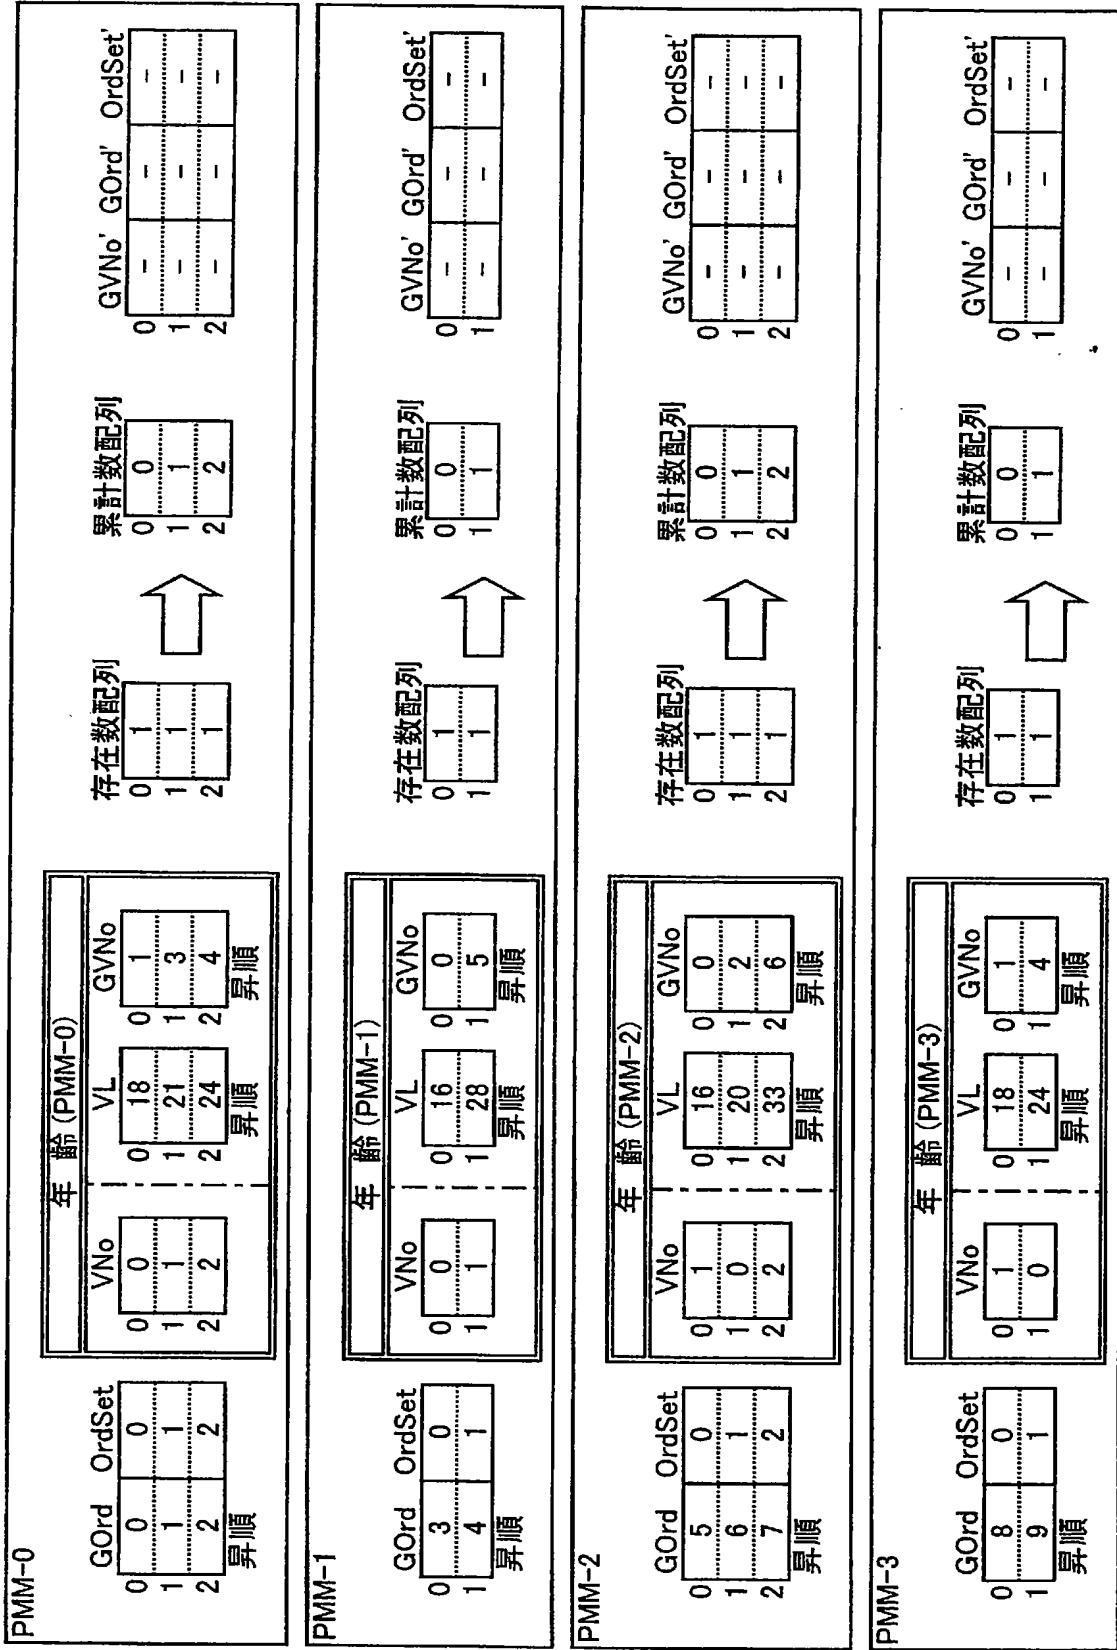 PMM-0
年 齢 (PMM-0)
GOrd OrdSet VNo VL GVNo 存在数配列 累計数配列 GVNo' GOrd' OrdSet'
0 0 0 0 0 0 18 0 1 0 1 0 0 0 - - -
1 1 1 1 1 1 21 1 3 1 1 1 1 1 - - -
2 2 2 2 2 2 24 2 4 2 1 2 2 2 - - -
昇順 昇順 昇順
PMM-1
年 齢 (PMM-1)
GOrd OrdSet VNo VL GVNo 存在数配列 累計数配列 GVNo' GOrd' OrdSet'
0 3 0 0 0 0 16 0 0 0 1 0 0 0 - - -
1 4 1 1 1 1 28 1 5 1 1 1 1 1 - - -
昇順 昇順 昇順
PMM-2
年 齢 (PMM-2)
GOrd OrdSet VNo VL GVNo 存在数配列 累計数配列 GVNo' GOrd' OrdSet'
0 5 0 0 1 0 16 0 0 0 1 0 0 0 - - -
1 6 1 1 0 1 20 1 2 1 1 1 1 1 - - -
2 7 2 2 2 2 33 2 6 2 1 2 2 2 - - -
昇順 昇順 昇順
PMM-3
年 齢 (PMM-3)
GOrd OrdSet VNo VL GVNo 存在数配列 累計数配列 GVNo' GOrd' OrdSet'
0 8 0 0 1 0 18 0 1 0 1 0 0 0 - - -
1 9 1 1 0 1 24 1 4 1 1 1 1 1 - - -
昇順 昇順 昇順